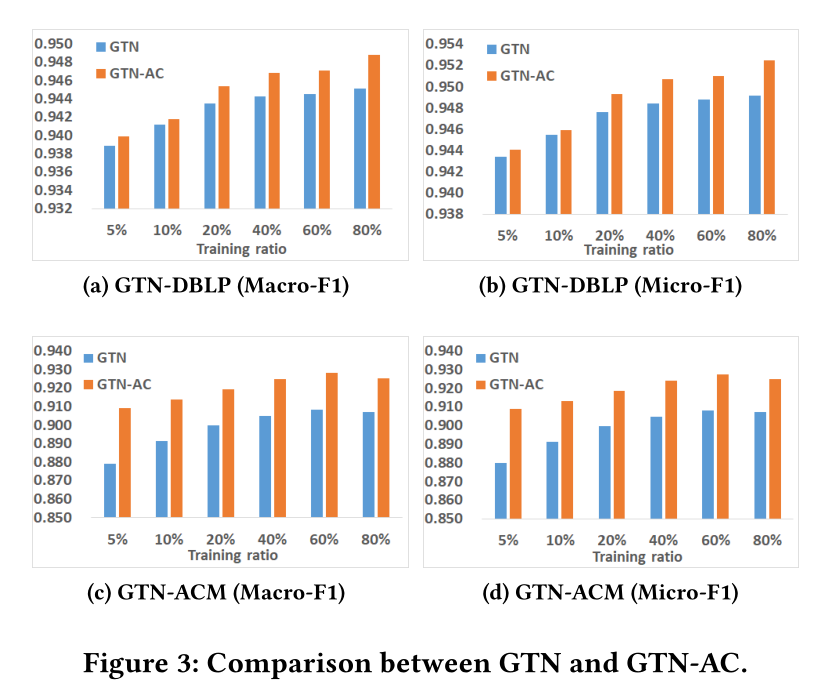 0.950
0.948
0.946
0.944
0.942
0.940
0.938
0.936
0.934
0.932
GTN
GTN-AC
5% 10% 20% 40% 60% 80%
Training ratio
(a) GTN-DBLP (Macro-F1)
0.954
0.952
0.950
0.948
0.946
0.944
0.942
0.940
0.938
GTN
GTN-AC
5% 10% 20% 40% 60% 80%
Training ratio
(b) GTN-DBLP (Micro-F1)
0.940
0.930
0.920
0.910
0.900
0.890
0.880
0.870
0.860
0.850
GTN
GTN-AC
5% 10% 20% 40% 60% 80%
Training ratio
(c) GTN-ACM (Macro-F1)
0.940
0.930
0.920
0.910
0.900
0.890
0.880
0.870
0.860
0.850
GTN
GTN-AC
5% 10% 20% 40% 60% 80%
Training ratio
(d) GTN-ACM (Micro-F1)
Figure 3: Comparison between GTN and GTN-AC.